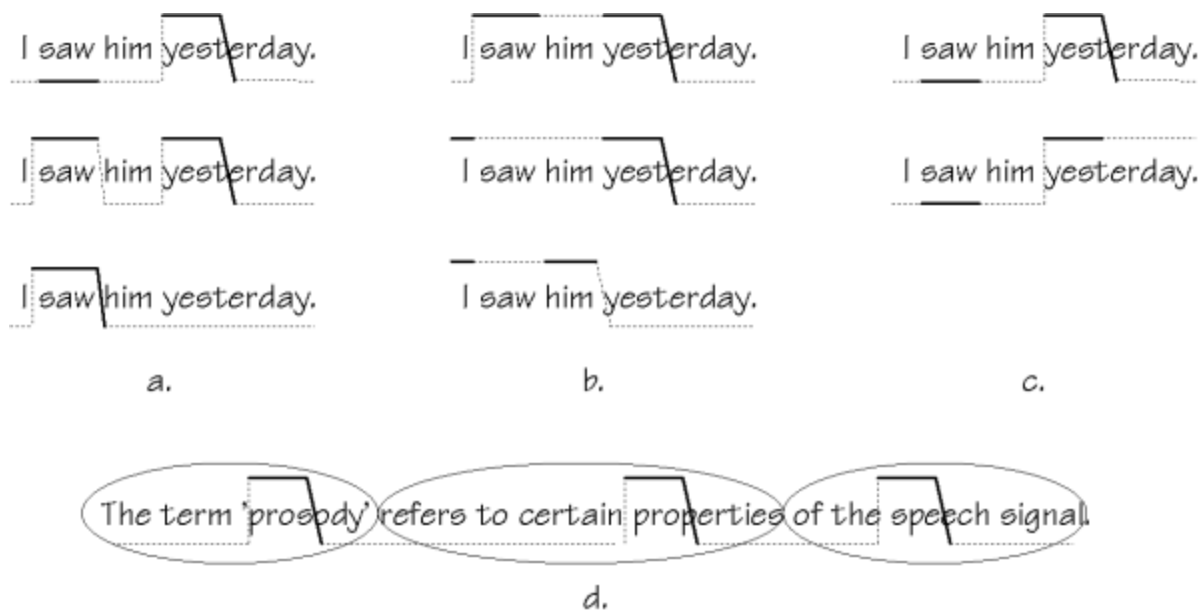 I saw him yesterday. I saw him yesterday. I saw him yesterday.
I saw him yesterday. I saw him yesterday. I saw him yesterday.
I saw him yesterday. I saw him yesterday.
a. b. c.
The term 'prosody' refers to certain properties of the speech signal.
d.